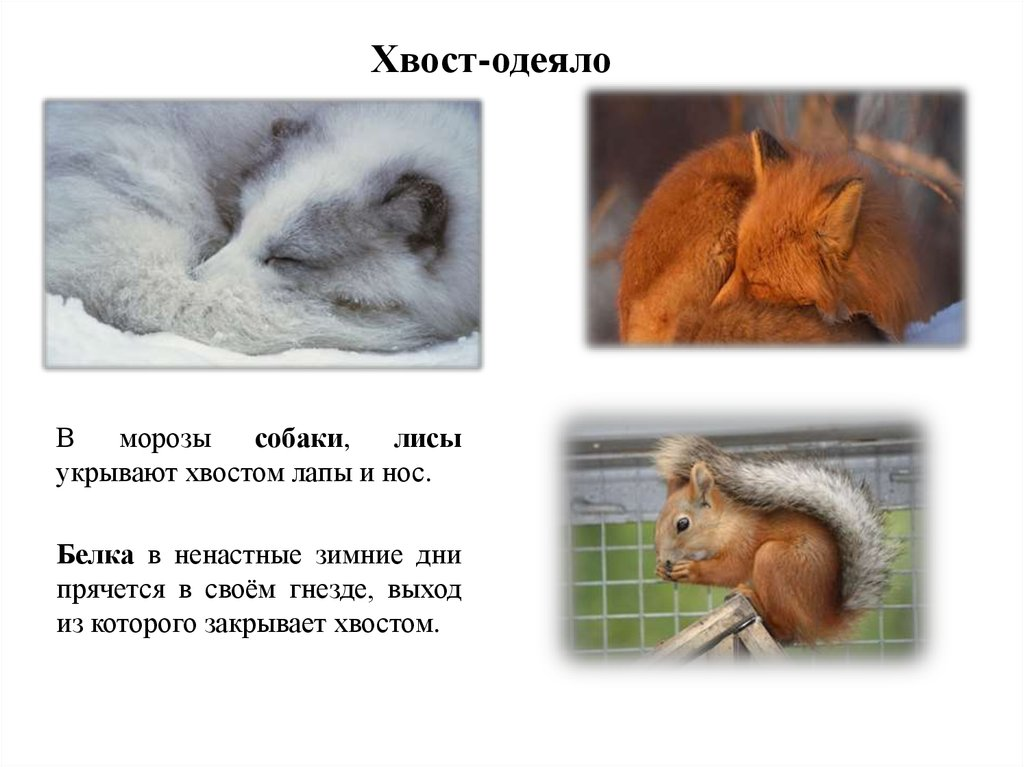 Хвост-одеяло
В морозы собаки, лисы
укрывают хвостом лапы и нос.
Белка в ненастные зимние дни
прячется в своём гнезде, выход
из которого закрывает хвостом.